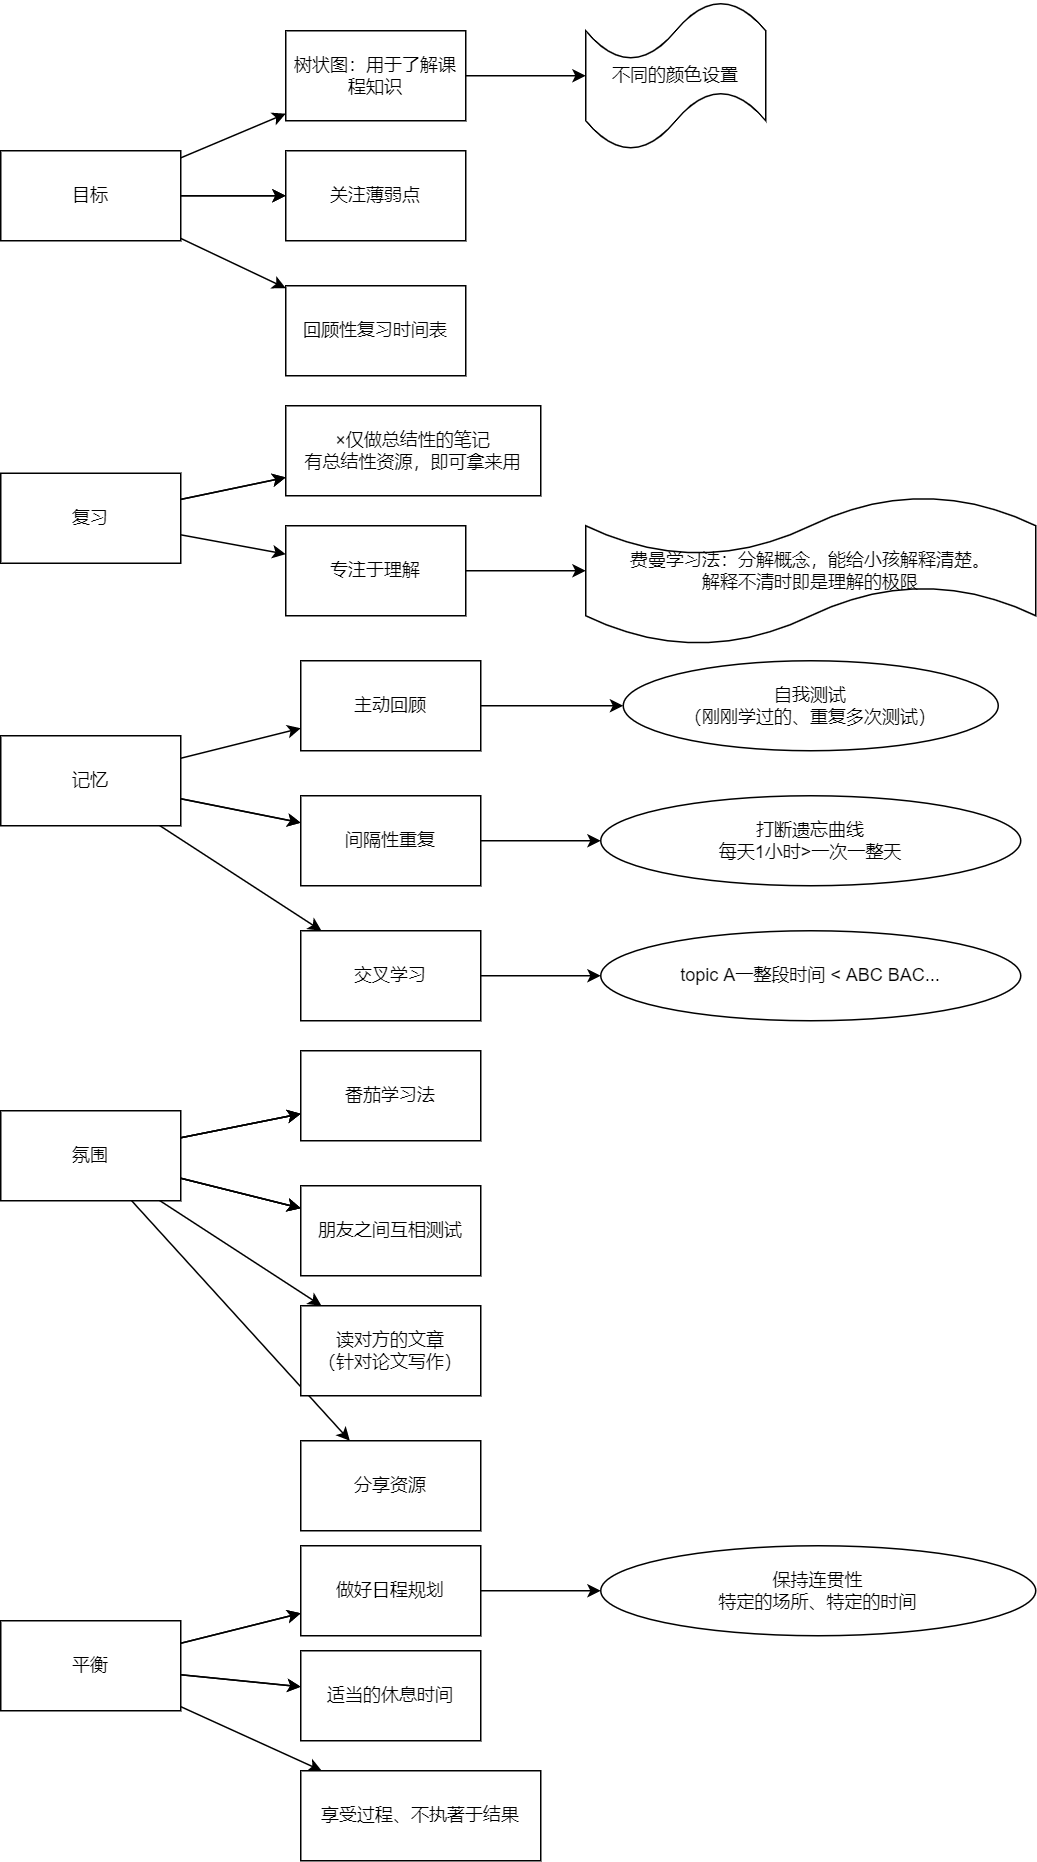 树状图：用于了解课
程知识
不同的颜色设置
目标
关注薄弱点
回顾性复习时间表
×仅做总结性的笔记
有总结性资源，即可拿来用
复习
专注于理解
费曼学习法：分解概念，能给小孩解释清楚。
解释不清时即是理解的极限
主动回顾
自我测试
（刚刚学过的、重复多次测试）
记忆
间隔性重复
打断遗忘曲线
每天1小时>一次一整天
交叉学习
topic A一整段时间 < ABC BAC...
番茄学习法
氛围
朋友之间互相测试
读对方的文章
（针对论文写作）
分享资源
做好日程规划
保持连贯性
特定的场所、特定的时间
平衡
适当的休息时间
享受过程、不执著于结果